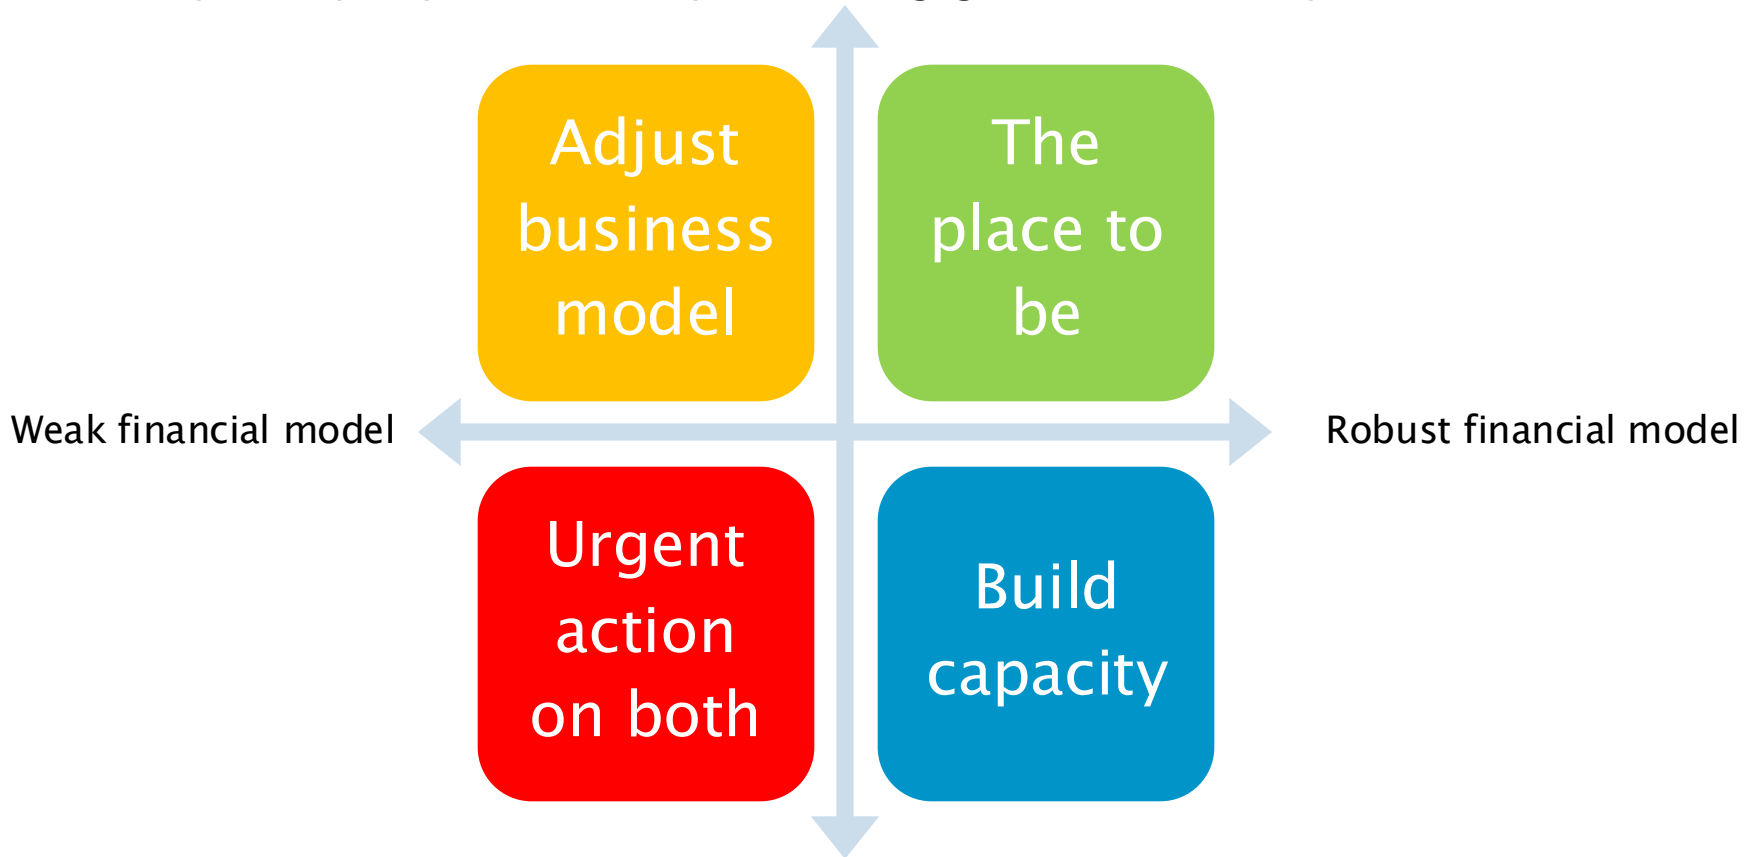 Adjust
business
model
The
place to
be
Weak financial model
Robust financial model
Urgent
action
on both
Build
capacity